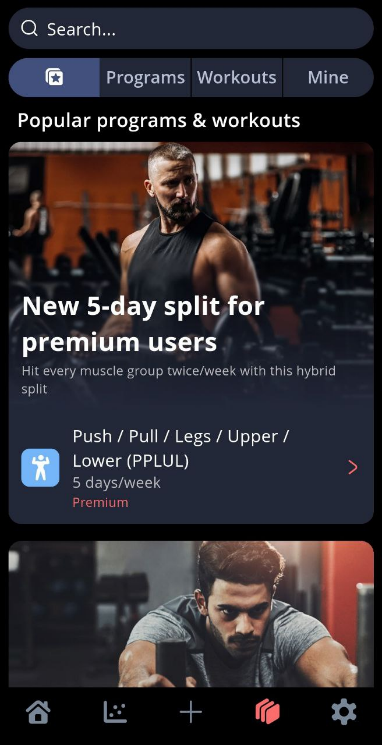 Search...
Programs
Workouts
Mine
Popular programs & workouts
New 5-day split for
premium users
Hit every muscle group twice/week with this hybrid
split
Push / Pull / Legs / Upper /
Lower (PPLUL)
5 days/week
Premium